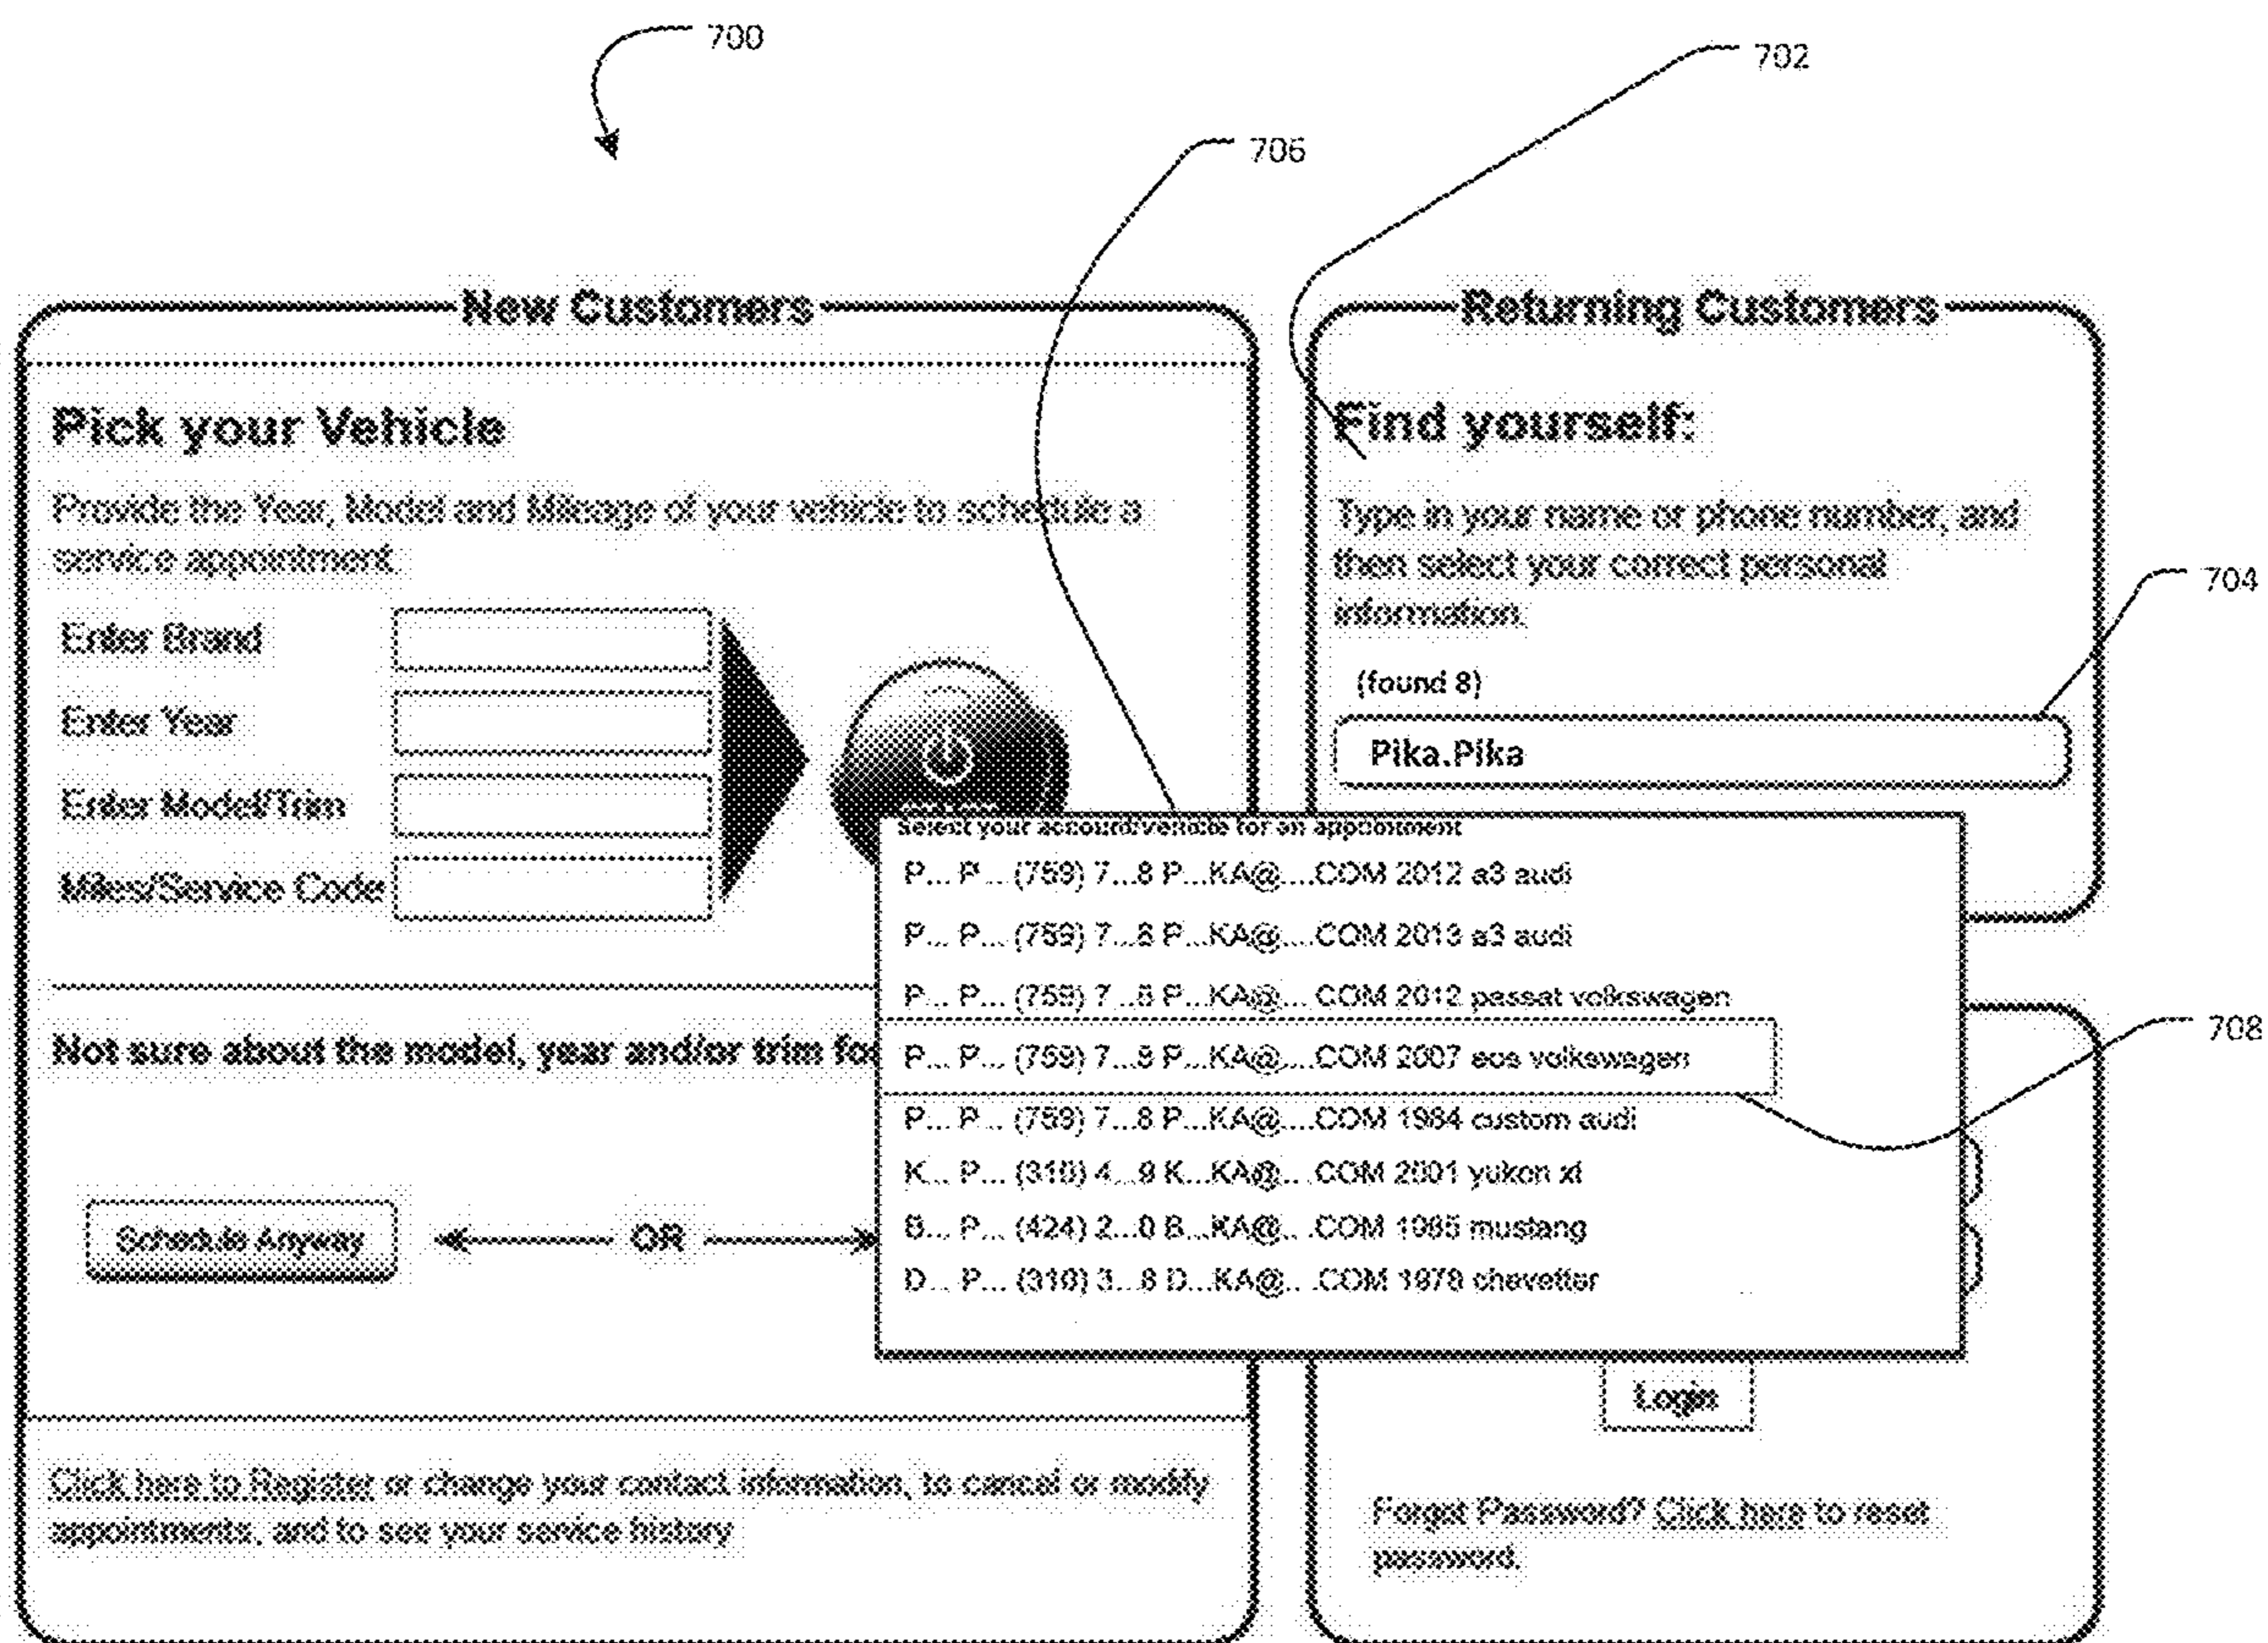 700
702
706
New Customers
Pick your Vehicle
Provide the Year, Model and Mileage of your vehicle to schedule a
service appointment
Enter Brand
Enter Year
Enter Model/Trim
Miles/Service Code
Not sure about the model, year and/or trim
Schedule Anyway
OR
Click here to Register or change your contact information, to cancel or modify
appointments, and to see your service history
Returning Customers
Find yourself:
Type in your name or phone number, and
then select your correct personal
information.
704
(found 8)
Pika.Pika
Select your account/vehicle for an appointment
P... P... (759) 7...8 P...KA@....COM 2012 a3 audi
P... P... (759) 7...8 P...KA@....COM 2013 a3 audi
P... P... (759) 7...8 P...KA@....COM 2012 passat volkswagen
P... P... (759) 7...8 P...KA@....COM 2007 eos volkswagen
708
P... P... (759) 7...8 P...KA@....COM 1984 custom audi
K... P... (310) 4...9 K...KA@....COM 2001 yukon xl
B... P... (424) 2...0 B...KA@....COM 1985 mustang
D... P... (310) 3...8 D...KA@....COM 1978 chevetter
Login
Forgot Password? Click here to reset
password.